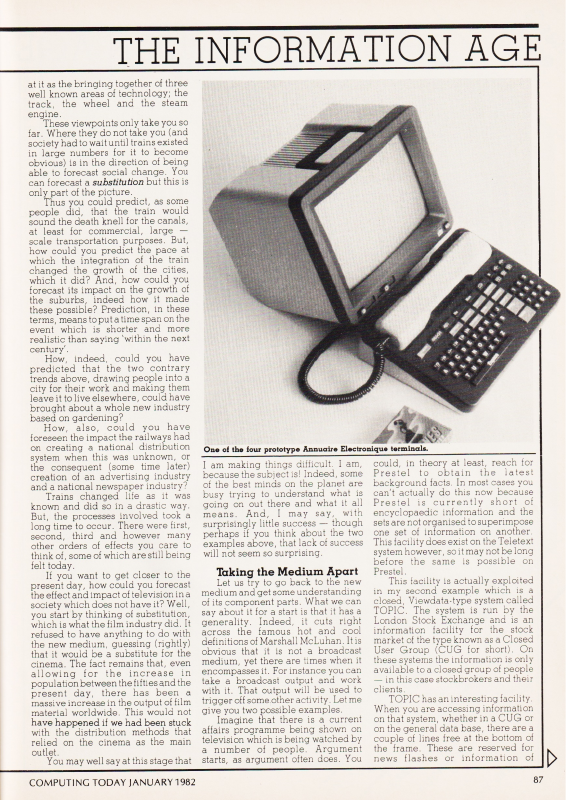 THE INFORMATION AGE
at it as the bringing together of three
well known areas of technology; the
track, the wheel and the steam
engine.
These viewpoints only take you so
far. Where they do not take you (and
society had to wait until trains existed
in large numbers for it to become
obvious) is in the direction of being
able to forecast social change. You
can forecast a substitution but this is
only part of the picture.
Thus you could predict, as some
people did, that the train would
sound the death knell for the canals,
at least for commercial, large —
scale transportation purposes. But,
how could you predict the pace at
which the integration of the train
changed the growth of the cities,
which it did? And, how could you
forecast its impact on the growth of
the suburbs, indeed how it made
these possible? Prediction, in these
terms, means to put a time span on the
event which is shorter and more
realistic than saying 'within the next
century'.
How, indeed, could you have
predicted that the two contrary
trends above, drawing people into a
city for their work and making them
leave it to live elsewhere, could have
brought about a whole new industry
based on gardening?
How, also, could you have
foreseen the impact the railways had
on creating a national distribution
system when this was unknown, or
the consequent (some time later)
creation of an advertising industry
and a national newspaper industry?
Trains changed life as it was
known and did so in a drastic way.
But, the processes involved took a
long time to occur. There were first,
second, third and however many
other orders of effects you care to
think of, some of which are still being
felt today.
If you want to get closer to the
present day, how could you forecast
the effect and impact of television in a
society which does not have it? Well,
you start by thinking of substitution,
which is what the film industry did. It
refused to have anything to do with
the new medium, guessing (rightly)
that it would be a substitute for the
cinema. The fact remains that, even
allowing for the increase in
population between the fifties and the
present day, there has been a
massive increase in the output of film
material worldwide. This would not
have happened if we had been stuck
with the distribution methods that
relied on the cinema as the main
outlet.
You may well say at this stage that
One of the four prototype Annuaire Electronique terminals.
I am making things difficult. I am,
because the subject is! Indeed, some
of the best minds on the planet are
busy trying to understand what is
going on out there and what it all
means. And, I may say, with
surprisingly little success — though
perhaps if you think about the two
examples above, that lack of success
will not seem so surprising.
Taking the Medium Apart
Let us try to go back to the new
medium and get some understanding
of its component parts. What we can
say about it for a start is that it has a
generality. Indeed, it cuts right
across the famous hot and cool
definitions of Marshall McLuhan. It is
obvious that it is not a broadcast
medium, yet there are times when it
encompasses it. For instance you can
take a broadcast output and work
with it. That output will be used to
trigger off some other activity. Let me
give you two possible examples.
Imagine that there is a current
affairs programme being shown on
television which is being watched by
a number of people. Argument
starts, as argument often does. You
could, in theory at least, reach for
Prestel to obtain the latest
background facts. In most cases you
can't actually do this now because
Prestel is currently short of
encyclopaedic information and the
sets are not organised to superimpose
one set of information on another.
This facility does exist on the Teletext
system however, so it may not be long
before the same is possible on
Prestel.
This facility is actually exploited
in my second example which is a
closed, Viewdata-type system called
TOPIC. The system is run by the
London Stock Exchange and is an
information facility for the stock
market of the type known as a Closed
User Group (CUG for short). On
these systems the information is only
available to a closed group of people
— in this case stockbrokers and their
clients.
TOPIC has an interesting facility.
When you are accessing information
on that system, whether in a CUG or
on the general data base, there are a
couple of lines free at the bottom of
the frame. These are reserved for
news flashes or information of
COMPUTING TODAY JANUARY 1982
87